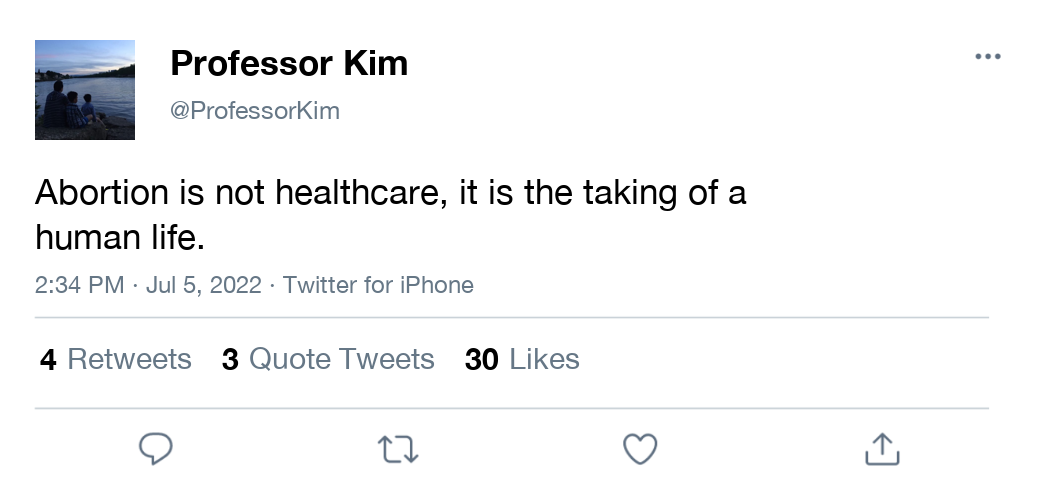 Professor Kim
@ProfessorKim
Abortion is not healthcare, it is the taking of a
human life.
2:34 PM · Jul 5, 2022 · Twitter for iPhone
4 Retweets 3 Quote Tweets 30 Likes